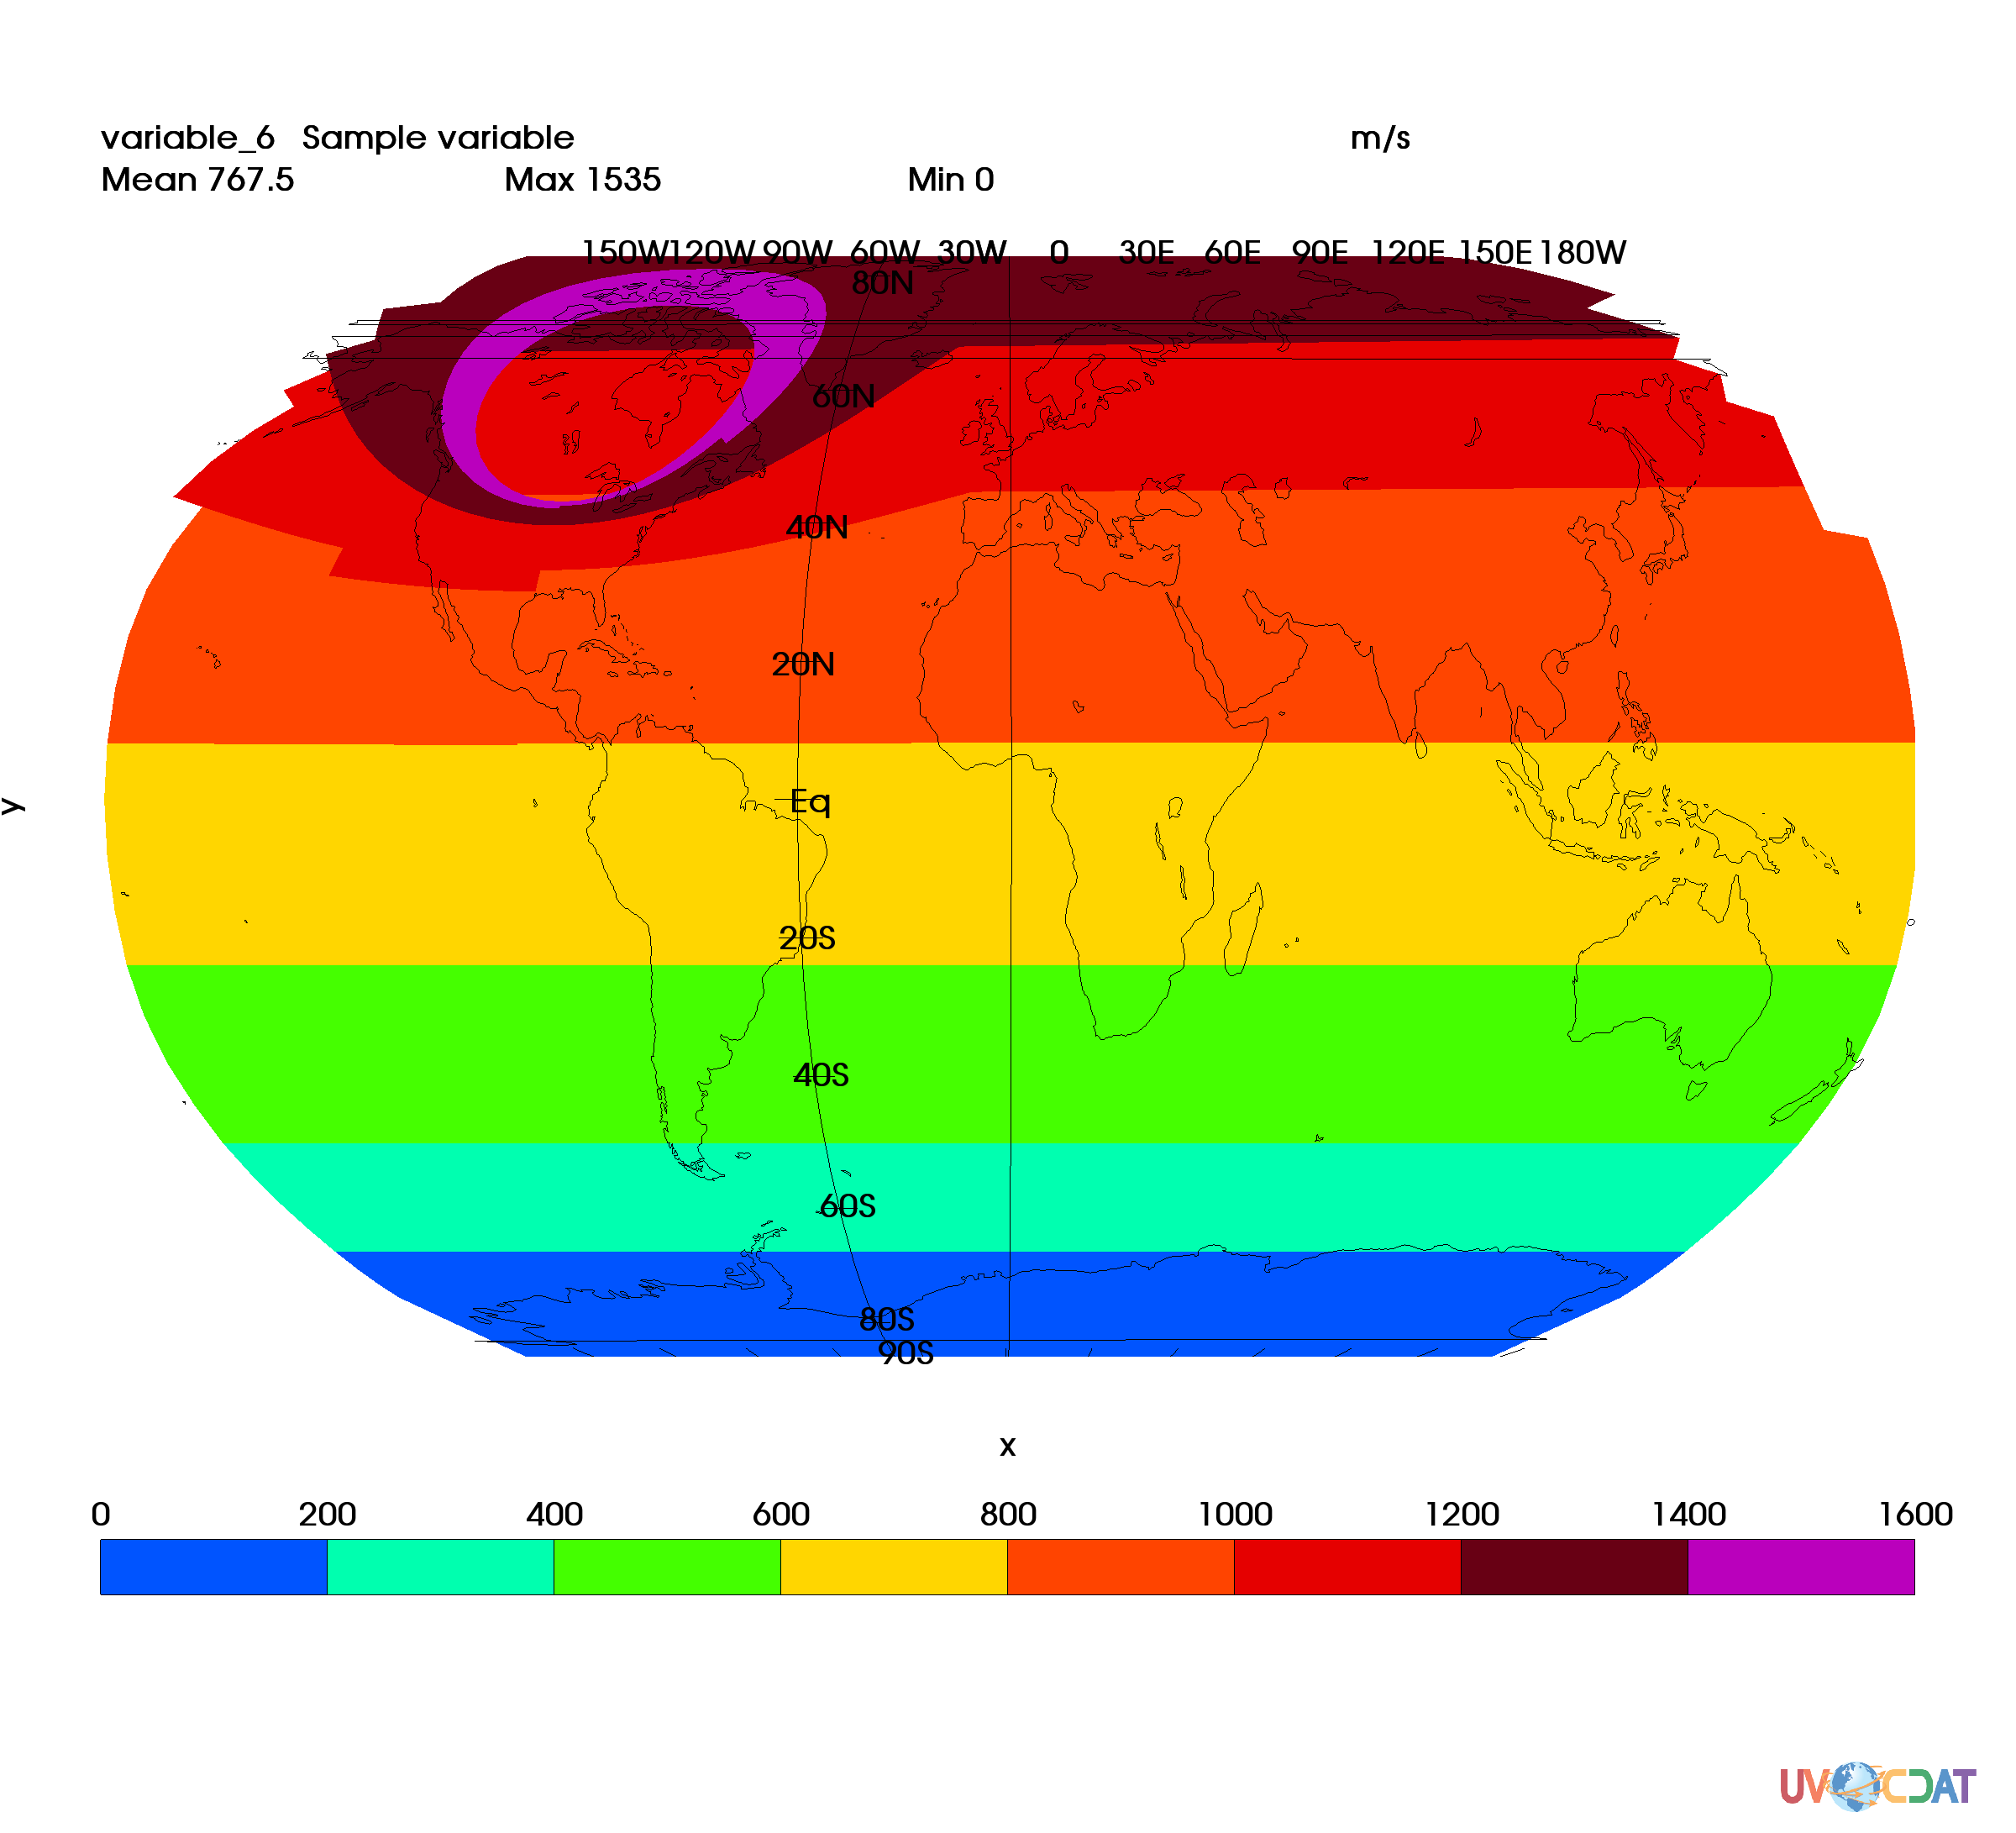 variable_6 Sample variable m/s
Mean 767.5 Max 1535 Min 0
150W 120W 90W 60W 30W 0 30E 60E 90E 120E 150E 180W
80N
60N
40N
20N
y
Eq
20S
40S
60S
80S
90S
x
0 200 400 600 800 1000 1200 1400 1600
UV CDAT